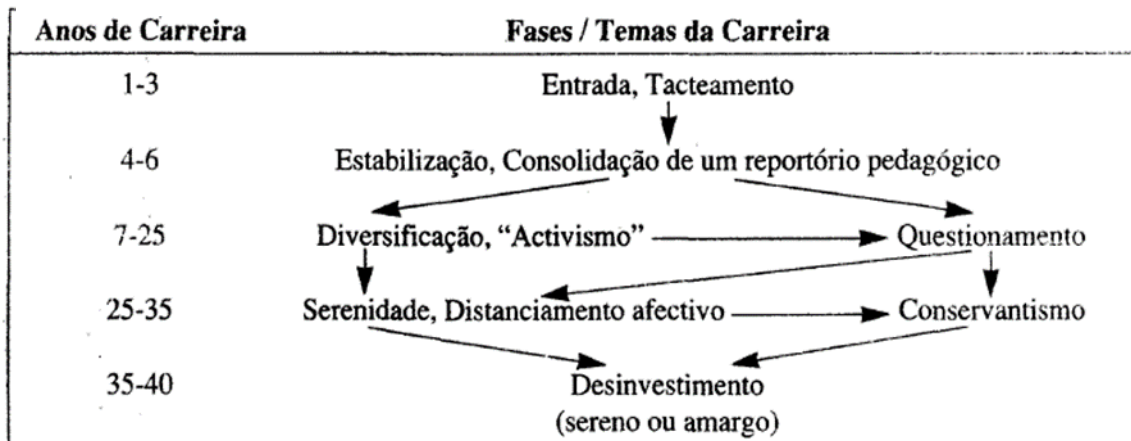 Anos de Carreira Fases / Temas da Carreira
1-3 Entrada, Tacteamento
4-6 Estabilização, Consolidação de um reportório pedagógico
7-25 Diversificação, “Activismo” Questionamento
25-35 Serenidade, Distanciamento afectivo Conservantismo
35-40 Desinvestimento
(sereno ou amargo)